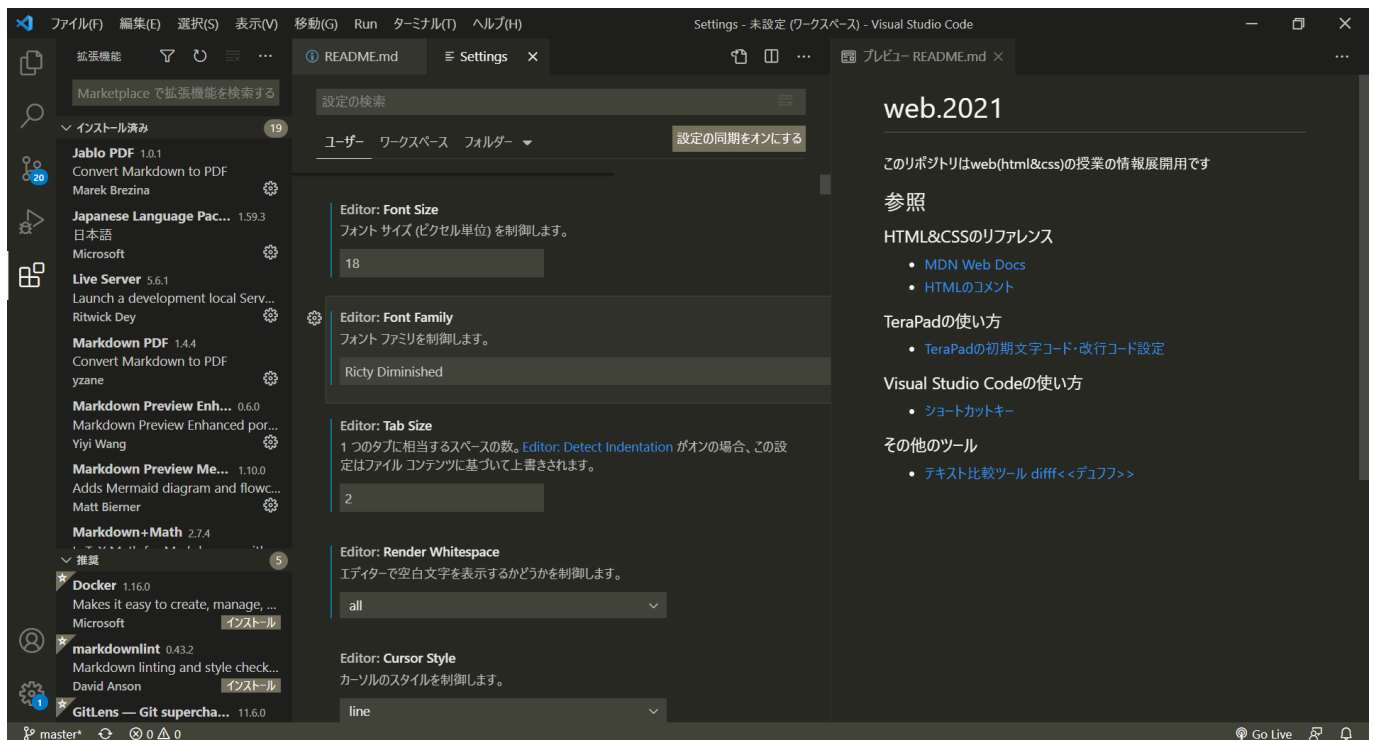 ファイル(F) 編集(E) 選択(S) 表示(V) 移動(G) Run ターミナル(T) ヘルプ(H) Settings - 未設定 (ワークスペース) - Visual Studio Code
拡張機能
Marketplace で拡張機能を検索する
インストール済み 19
Jablo PDF 1.0.1
Convert Markdown to PDF
Marek Brezina
Japanese Language Pac... 1.59.3
日本語
Microsoft
Live Server 5.6.1
Launch a development local Serv...
Ritwick Dey
Markdown PDF 1.4.4
Convert Markdown to PDF
yzane
Markdown Preview Enh... 0.6.0
Markdown Preview Enhanced por...
Yiyi Wang
Markdown Preview Me... 1.10.0
Adds Mermaid diagram and flowc...
Matt Bierner
Markdown+Math 2.7.4
推奨 5
Docker 1.16.0
Makes it easy to create, manage, ...
Microsoft インストール
markdownlint 0.43.2
Markdown linting and style check...
David Anson インストール
GitLens — Git supercha... 11.6.0
20
1
README.md Settings
設定の検索
ユーザー ワークスペース フォルダー 設定の同期をオンにする
Editor: Font Size
フォント サイズ (ピクセル単位) を制御します。
18
Editor: Font Family
フォント ファミリを制御します。
Ricty Diminished
Editor: Tab Size
1 つのタブに相当するスペースの数。Editor: Detect Indentation がオンの場合、この設
定はファイル コンテンツに基づいて上書きされます。
2
Editor: Render Whitespace
エディターで空白文字を表示するかどうかを制御します。
all
Editor: Cursor Style
カーソルのスタイルを制御します。
line
プレビュー README.md
web.2021
このリポジトリはweb(html&css)の授業の情報展開用です
参照
HTML&CSSのリファレンス
MDN Web Docs
HTMLのコメント
TeraPadの使い方
TeraPadの初期文字コード・改行コード設定
Visual Studio Codeの使い方
ショートカットキー
その他のツール
テキスト比較ツール difff<<デュフフ>>
master* 0 0 Go Live